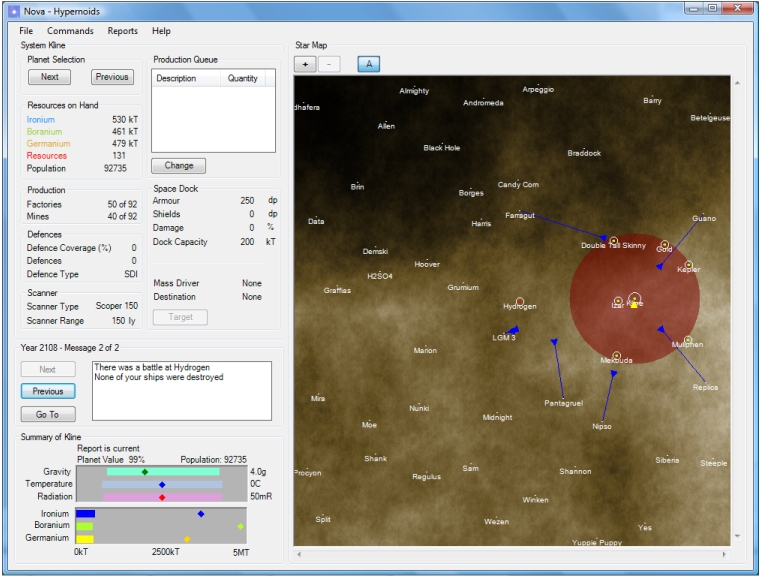 Nova - Hypernoids
File Commands Reports Help
System Kline
Planet Selection
Next Previous
Resources on Hand
Ironium 530 kT
Boranium 461 kT
Germanium 479 kT
Resources 131
Population 92735
Production
Factories 50 of 92
Mines 40 of 92
Defences
Defence Coverage (%) 0
Defences 0
Defence Type SDI
Scanner
Scanner Type Scoper 150
Scanner Range 150 ly
Production Queue
Description Quantity
Change
Space Dock
Armour 250 dp
Shields 0 dp
Damage 0 %
Dock Capacity 200 kT
Mass Driver None
Destination None
Target
Year 2108 - Message 2 of 2
Next
Previous
Go To
There was a battle at Hydrogen
None of your ships were destroyed
Summary of Kline
Report is current
Planet Value 99% Population: 92735
Gravity 4.0g
Temperature 0C
Radiation 50mR
Ironium
Boranium
Germanium
0kT 2500kT 5MT
Star Map
+ - A
Almighty
Arpeggio
dhafera
Andromeda
Barry
Betelgeuse
Allen
Black Hole
Braddock
Brin
Candy Corn
Borges
Data
Harris
Farragut
Guano
Demski
Double Tall Skinny
Gold
Hoover
Kepler
H2SO4
Graffias
Grumium
Hydrogen
Izar
Kline
LGM 3
Marion
Muliphen
Mekbuda
Replica
Mira
Nunki
Pantagruel
Midnight
Moe
Nipso
Shank
Procyon
Regulus
Sam
Shannon
Siberia
Steeple
Winken
Split
Wezen
Yes
Yuppie Puppy